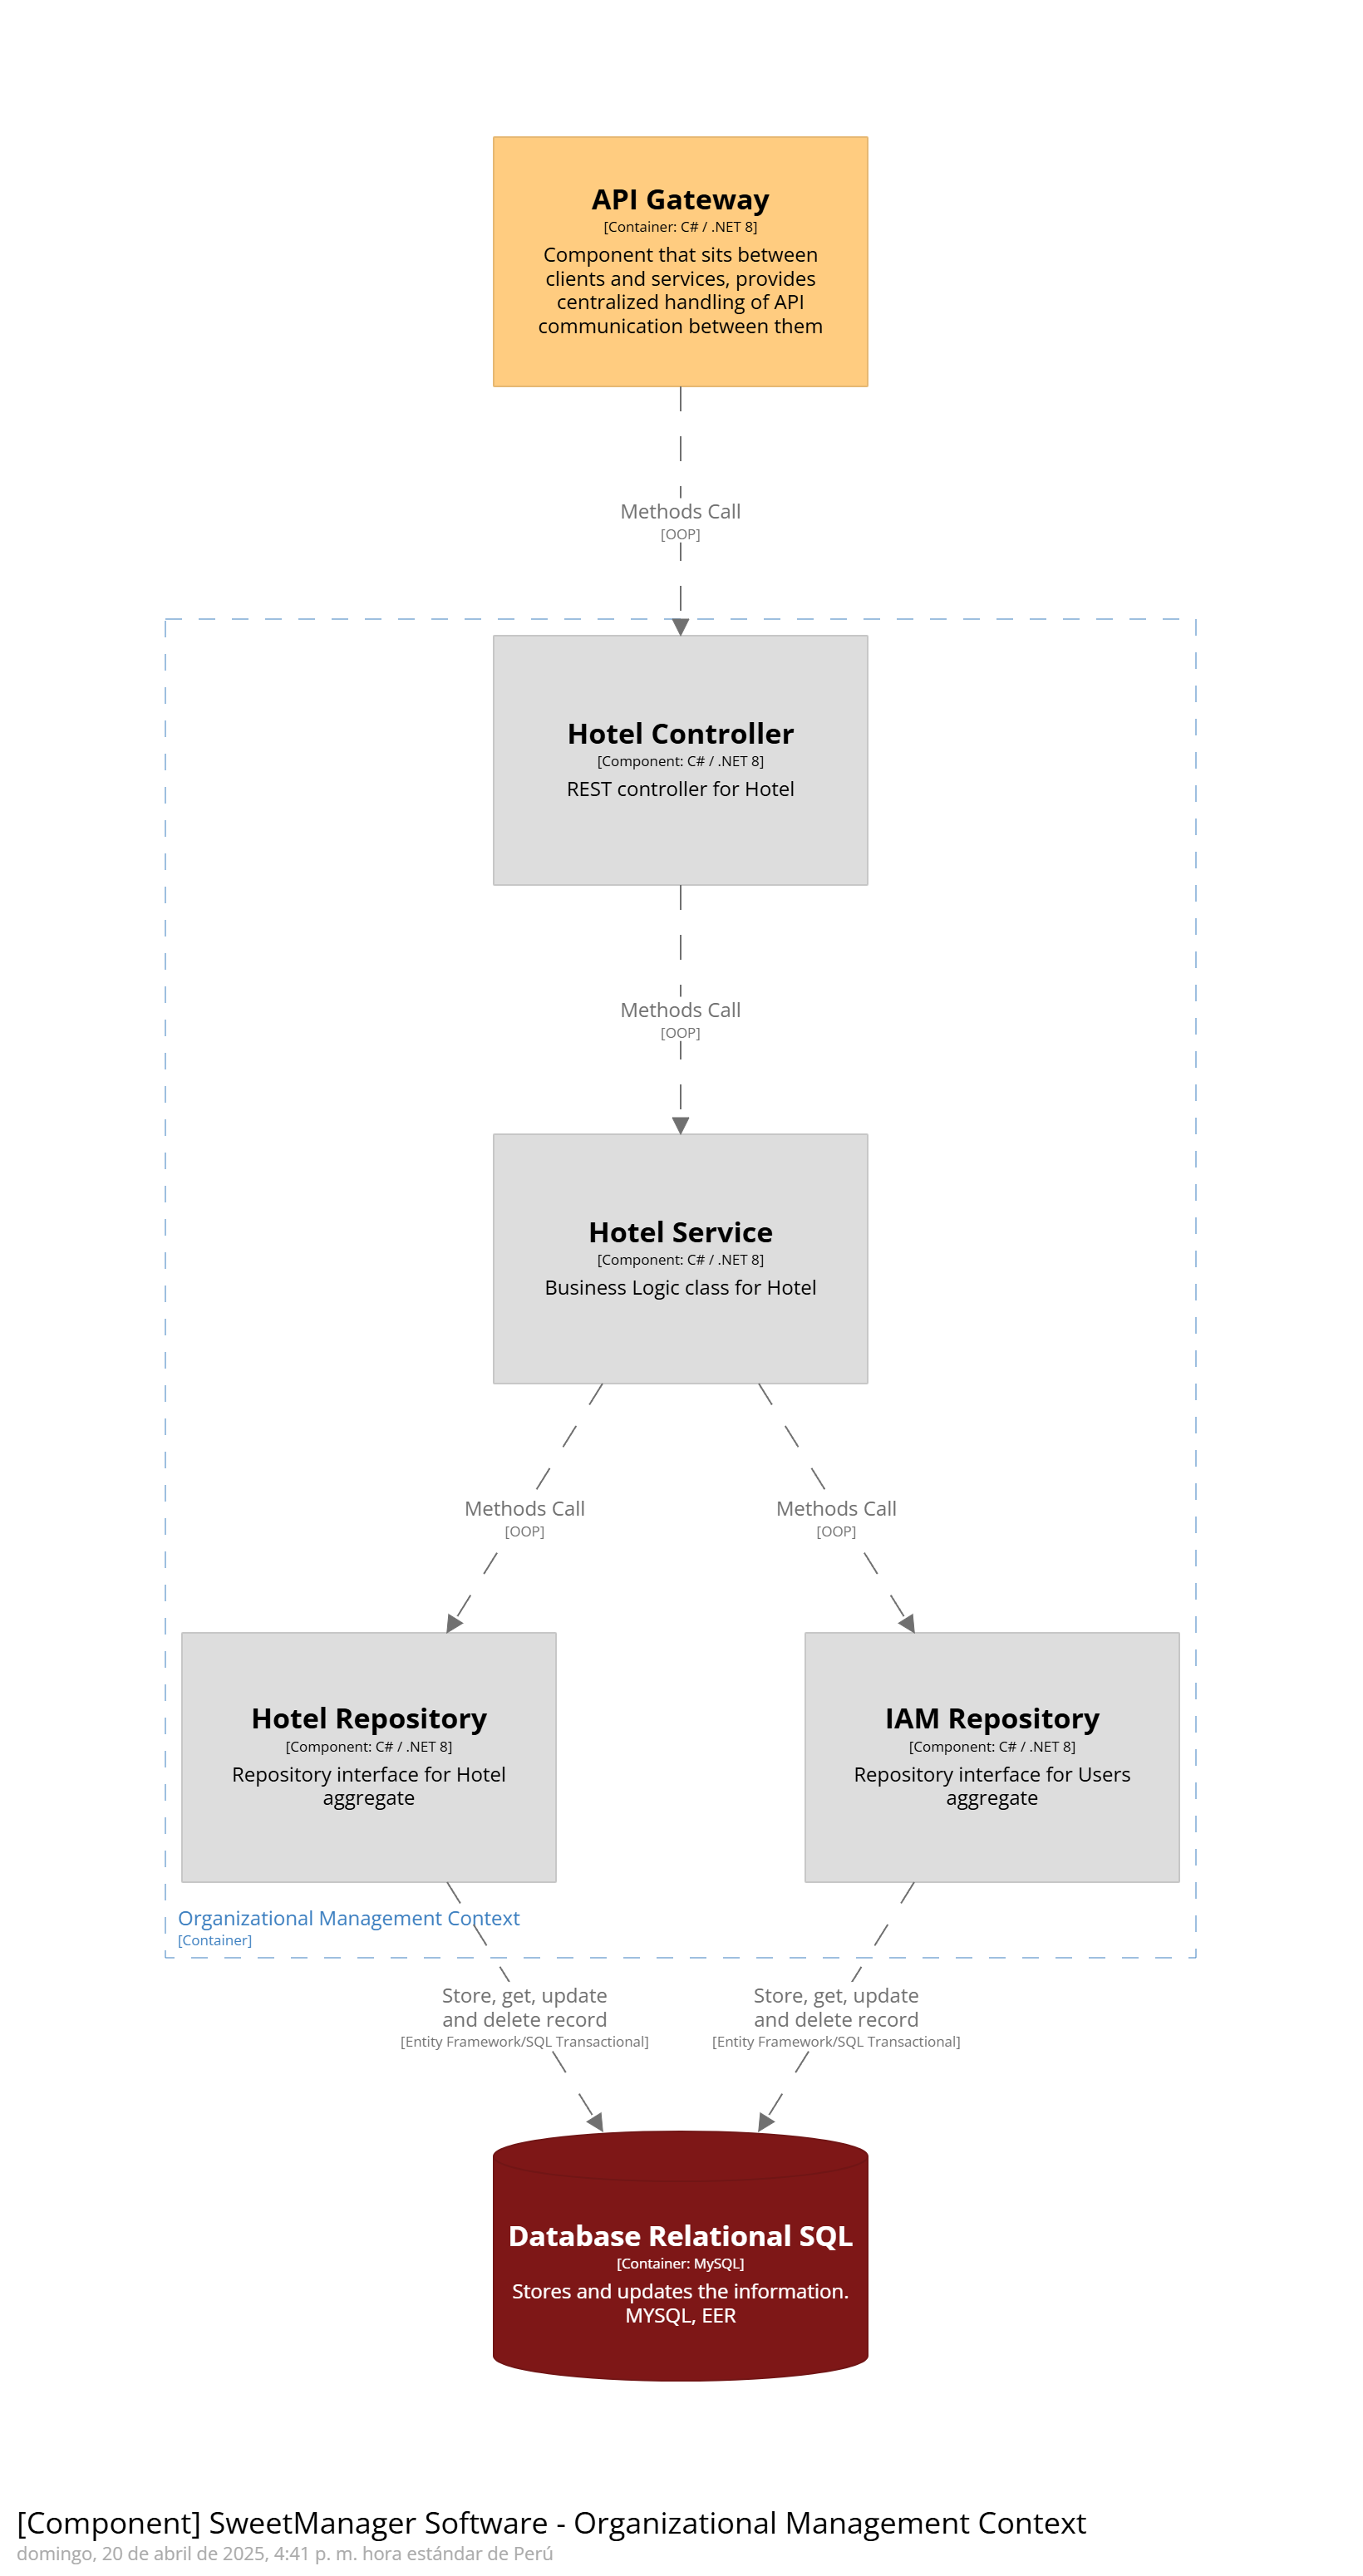 API Gateway
[Container: C# / .NET 8]
Component that sits between
clients and services, provides
centralized handling of API
communication between them
Methods Call
[OOP]
Hotel Controller
[Component: C# / .NET 8]
REST controller for Hotel
Methods Call
[OOP]
Hotel Service
[Component: C# / .NET 8]
Business Logic class for Hotel
Methods Call
[OOP]
Methods Call
[OOP]
Hotel Repository
[Component: C# / .NET 8]
Repository interface for Hotel
aggregate
IAM Repository
[Component: C# / .NET 8]
Repository interface for Users
aggregate
Organizational Management Context
[Container]
Store, get, update
and delete record
[Entity Framework/SQL Transactional]
Store, get, update
and delete record
[Entity Framework/SQL Transactional]
Database Relational SQL
[Container: MySQL]
Stores and updates the information.
MYSQL, EER
[Component] SweetManager Software - Organizational Management Context
domingo, 20 de abril de 2025, 4:41 p. m. hora estándar de Perú